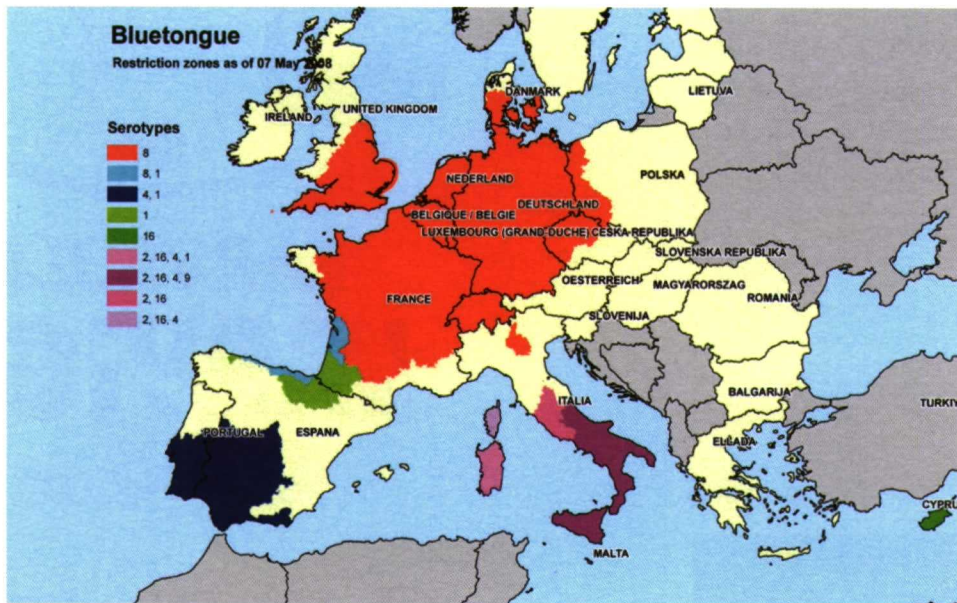 Bluetongue
Restriction zones as of 07 May 2008
Serotypes
8
8, 1
4, 1
1
16
2, 16, 4, 1
2, 16, 4, 9
2, 16
2, 16, 4
IRELAND
UNITED KINGDOM
DANMARK
LIETUVA
NEDERLAND
POLSKA
DEUTSCHLAND
BELGIQUE / BELGIE
LUXEMBOURG (GRAND-DUCHE)
CESKA REPUBLIKA
SLOVENSKA REPUBLIKA
OESTERREICH
MAGYARORSZAG
FRANCE
ROMANIA
SLOVENIJA
BALGARIJA
ITALIA
TURKIY
PORTUGAL
ESPANA
ELLADA
CYPRU
MALTA